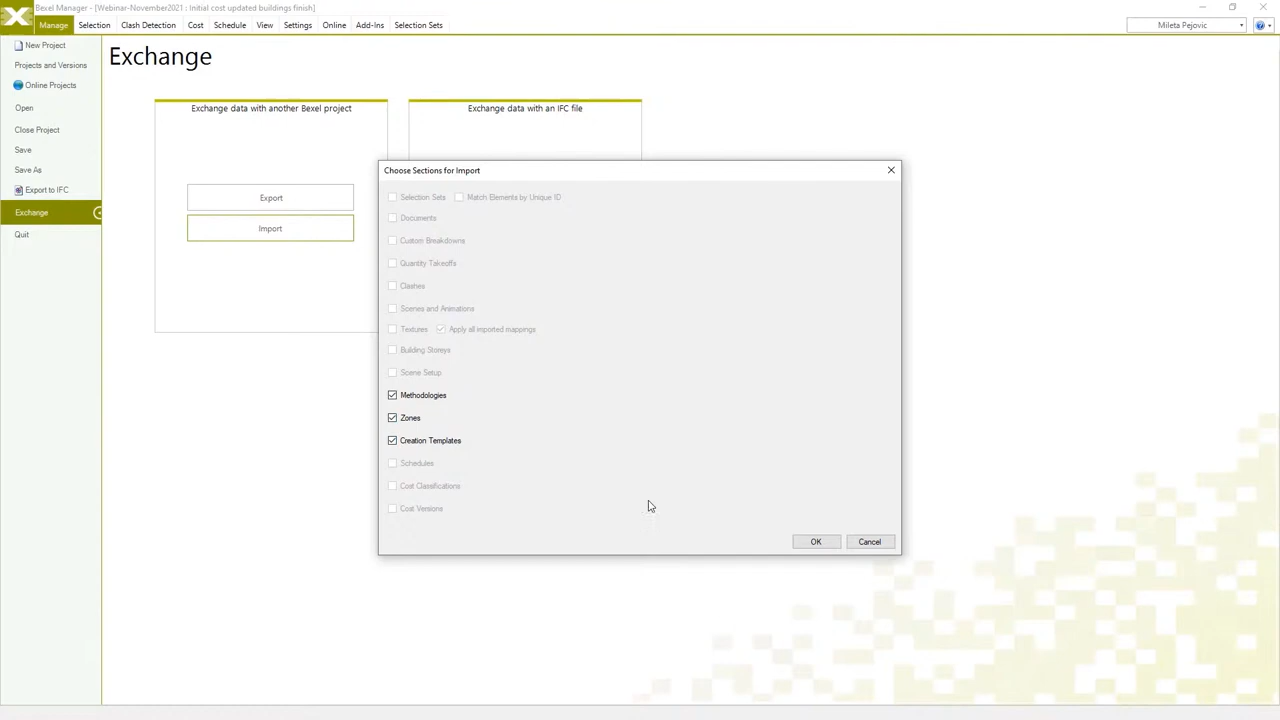 Bexel Manager - [Webinar-November2021 : Initial cost updated buildings finish]
Manage Selection Clash Detection Cost Schedule View Settings Online Add-Ins Selection Sets
Mileta Pejovic
New Project
Projects and Versions
Online Projects
Open
Close Project
Save
Save As
Export to IFC
Exchange
Quit
Exchange
Exchange data with another Bexel project
Export
Import
Exchange data with an IFC file
Choose Sections for Import
Selection Sets Match Elements by Unique ID
Documents
Custom Breakdowns
Quantity Takeoffs
Clashes
Scenes and Animations
Textures Apply all imported mappings
Building Storeys
Scene Setup
Methodologies
Zones
Creation Templates
Schedules
Cost Classifications
Cost Versions
OK Cancel